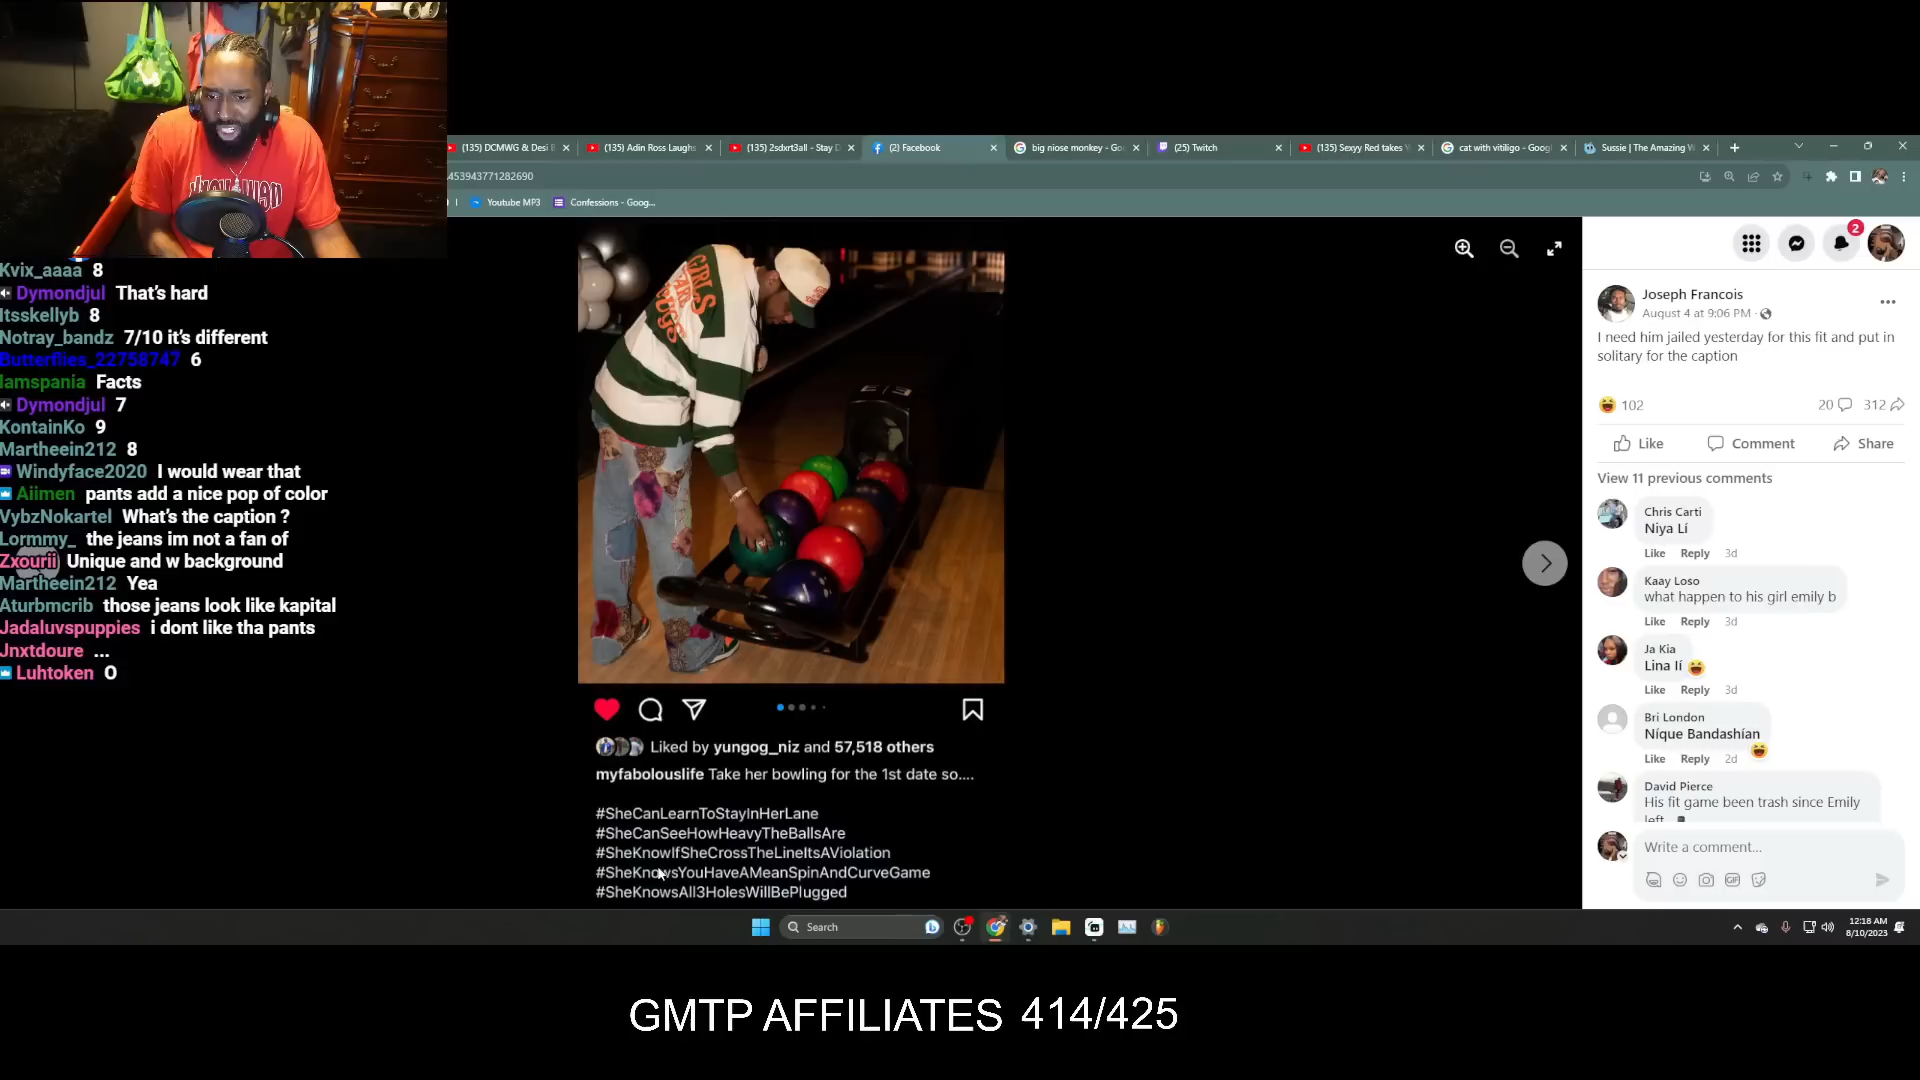 (135) DCMWG & Desi B
(135) Adin Ross Laughs
(135) 2sdxrt3all - Stay D
(2) Facebook
big niose monkey - Go
(25) Twitch
(135) Sexyy Red takes
cat with vitiligo - Goog
Sussie | The Amazing W
453943771282690
Youtube MP3
Confessions - Goog...
Kvix_aaaa 8
Dymondjul That's hard
Itsskellyb 8
Notray_bandz 7/10 it's different
Butterflies_22758747 6
Iamspania Facts
Dymondjul 7
KontainKo 9
Martheein212 8
Windyface2020 I would wear that
Aiimen pants add a nice pop of color
VybzNokartel What's the caption ?
Lormmy_ the jeans im not a fan of
Zxourii Unique and w background
Martheein212 Yea
Aturbmcrib those jeans look like kapital
Jadaluvspuppies i dont like tha pants
Jnxtdoure ...
Luhtoken O
GIRLS
ARE
DRUGS
Liked by yungog_niz and 57,518 others
myfabolouslife Take her bowling for the 1st date so....
#SheCanLearnToStayInHerLane
#SheCanSeeHowHeavyTheBallsAre
#SheKnowIfSheCrossTheLineItsAViolation
#SheKnowsYouHaveAMeanSpinAndCurveGame
#SheKnowsAll3HolesWillBePlugged
2
Joseph Francois
August 4 at 9:06 PM ·
I need him jailed yesterday for this fit and put in
solitary for the caption
102
20
312
Like
Comment
Share
View 11 previous comments
Chris Carti
Niya Lí
Like Reply 3d
Kaay Loso
what happen to his girl emily b
Like Reply 3d
Ja Kia
Lina lí
Like Reply 3d
Bri London
Níque Bandashían
Like Reply 2d
David Pierce
His fit game been trash since Emily
left
Write a comment...
GIF
Search
12:18 AM
8/10/2023
GMTP AFFILIATES 414/425